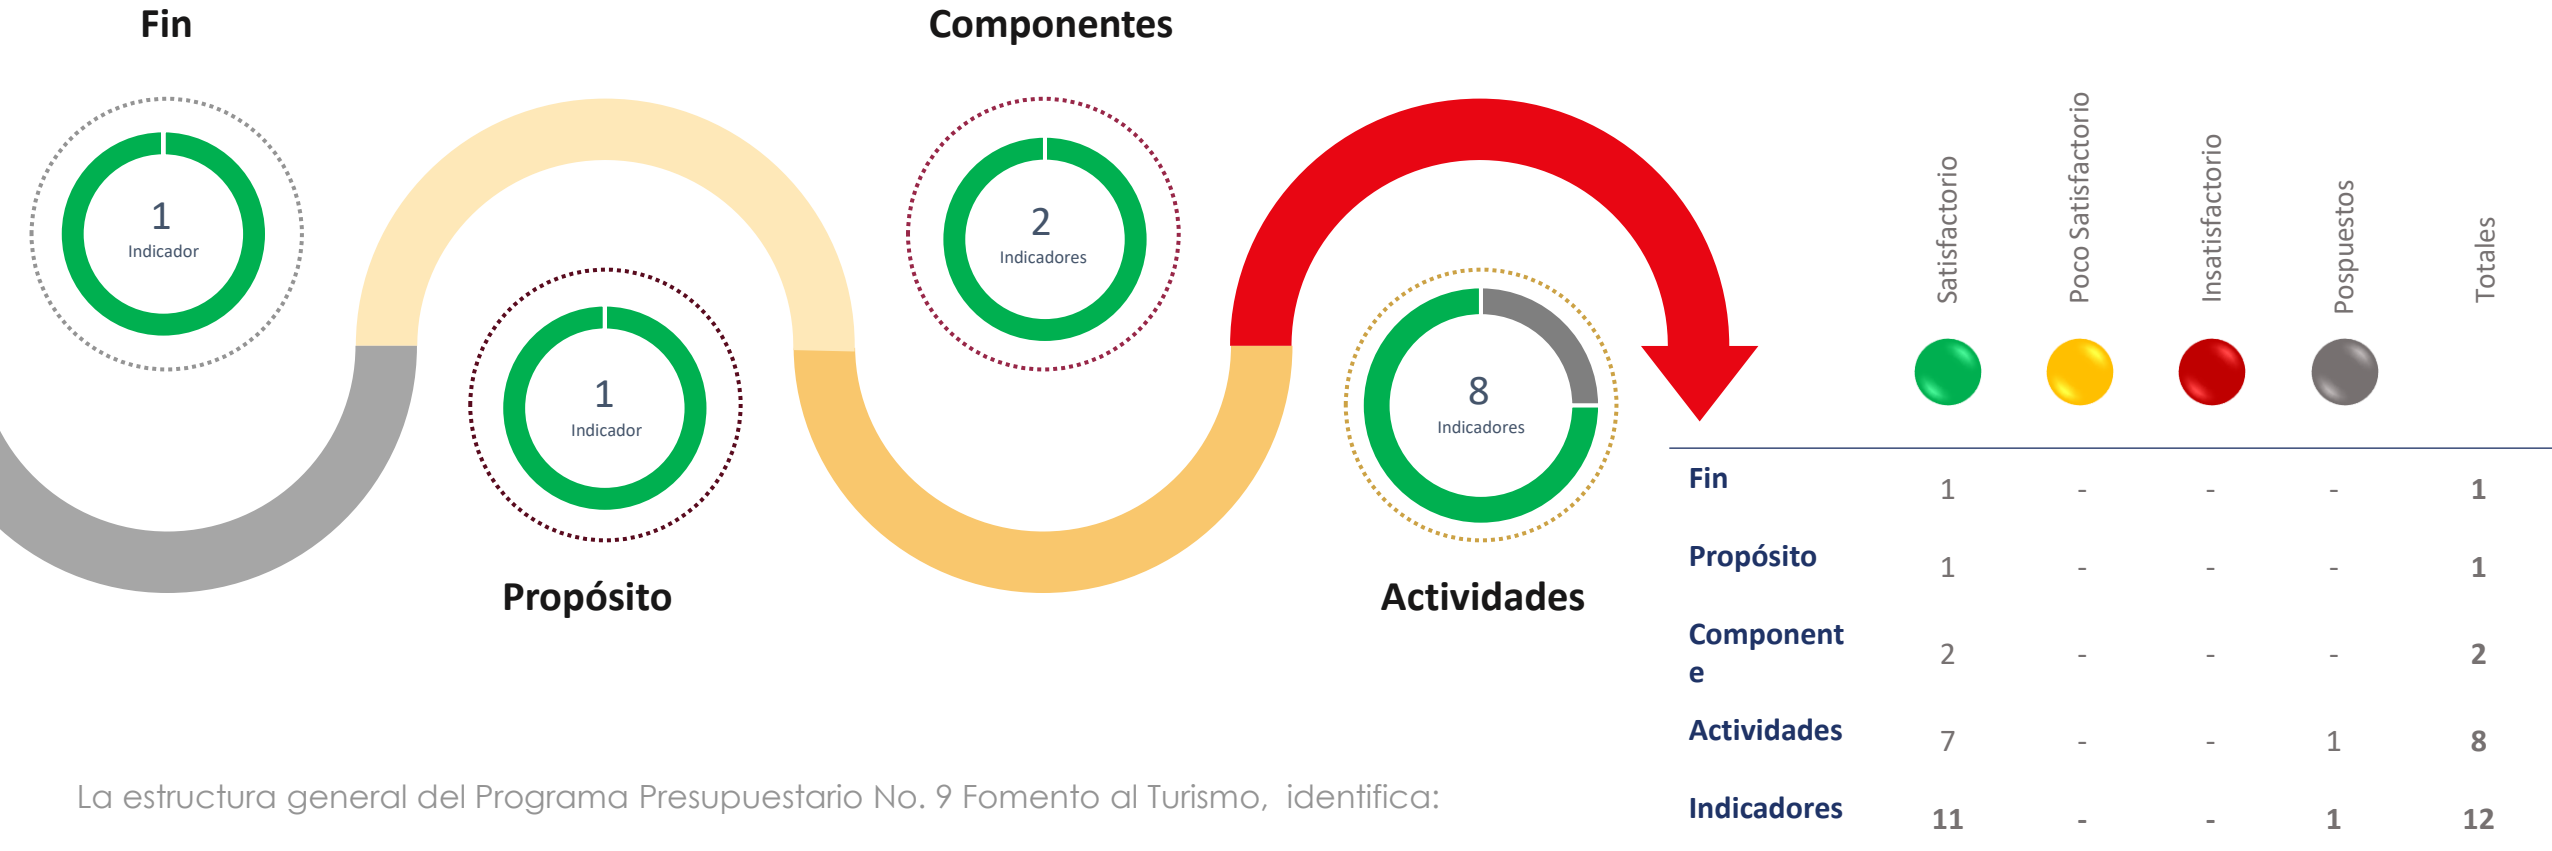 Fin
Componentes
1
Indicador
2
Indicadores
1
Indicador
8
Indicadores
Propósito
Actividades
La estructura general del Programa Presupuestario No. 9 Fomento al Turismo, identifica:
Satisfactorio
Poco Satisfactorio
Insatisfactorio
Pospuestos
Totales
Fin 1 - - - 1
Propósito 1 - - - 1
Component
e 2 - - - 2
Actividades 7 - - 1 8
Indicadores 11 - - 1 12